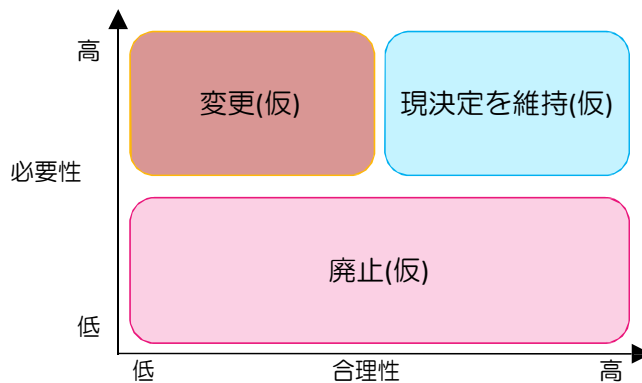 高
変更(仮)
現決定を維持(仮)
必要性
廃止(仮)
低
低
合理性
高